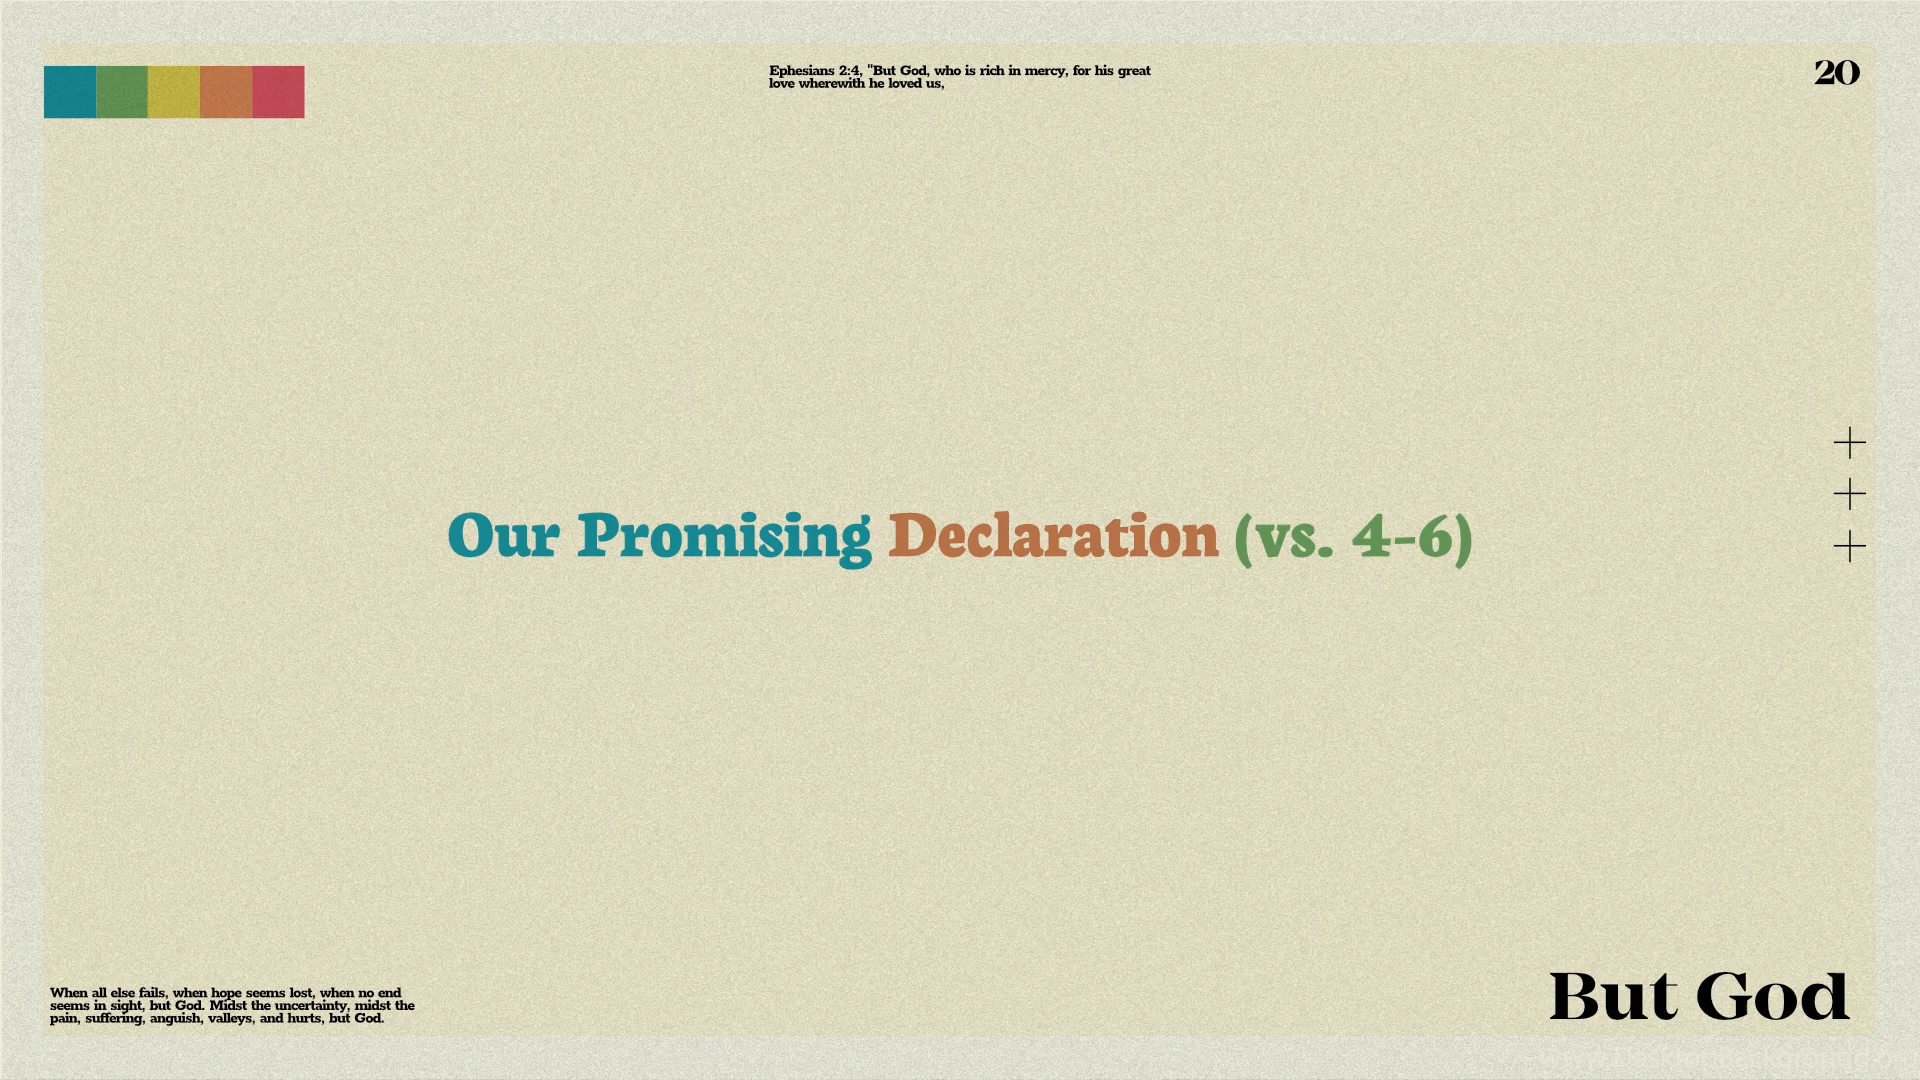 Ephesians 2:4, "But God, who is rich in mercy, for his great
love wherewith he loved us,
20
Our Promising Declaration (vs. 4-6)
When all else fails, when hope seems lost, when no end
seems in sight, but God. Midst the uncertainty, midst the
pain, suffering, anguish, valleys, and hurts, but God.
But God